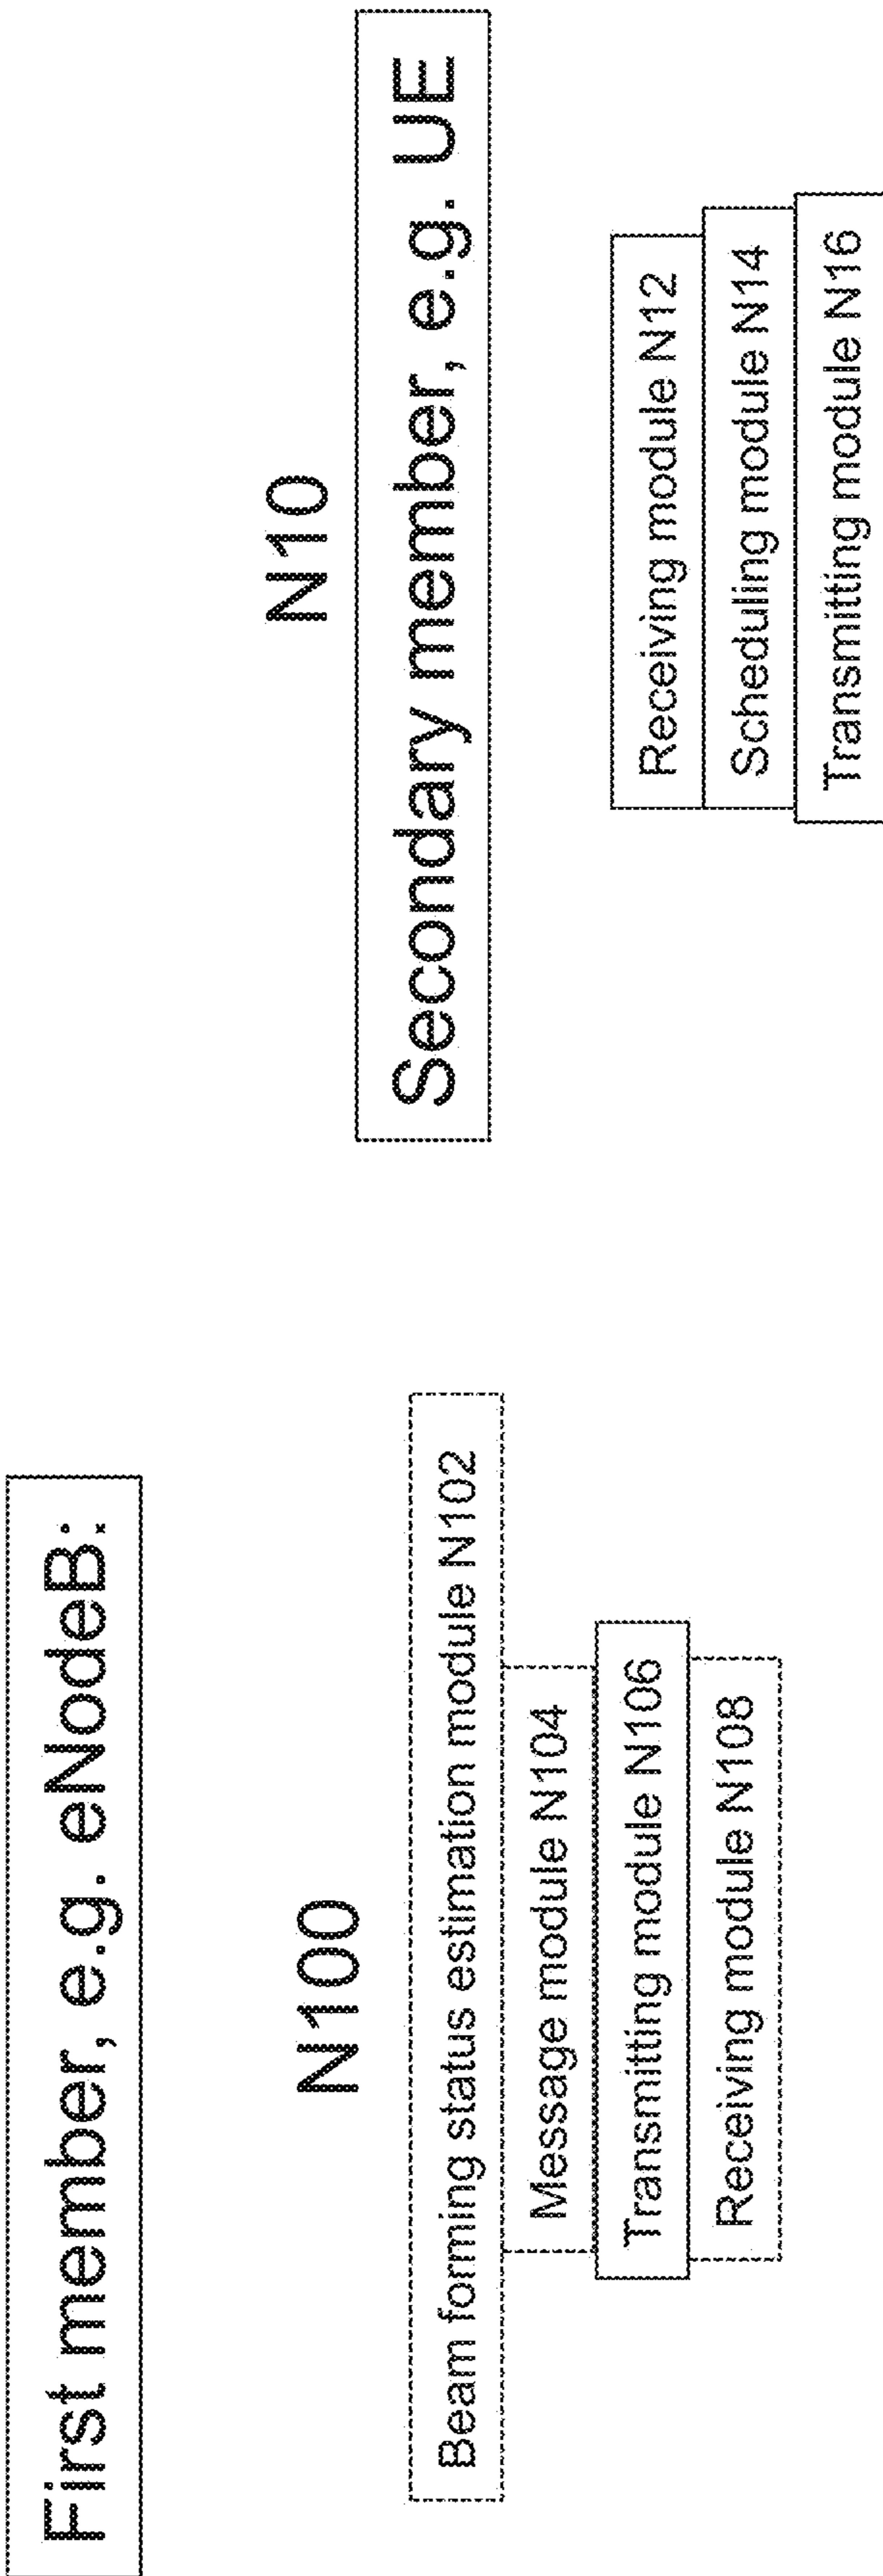 First member, e.g. eNodeB:
N100
Beam forming status estimation module N102
Message module N104
Transmitting module N106
Receiving module N108
N10
Secondary member, e.g. UE
Receiving module N12
Scheduling module N14
Transmitting module N16